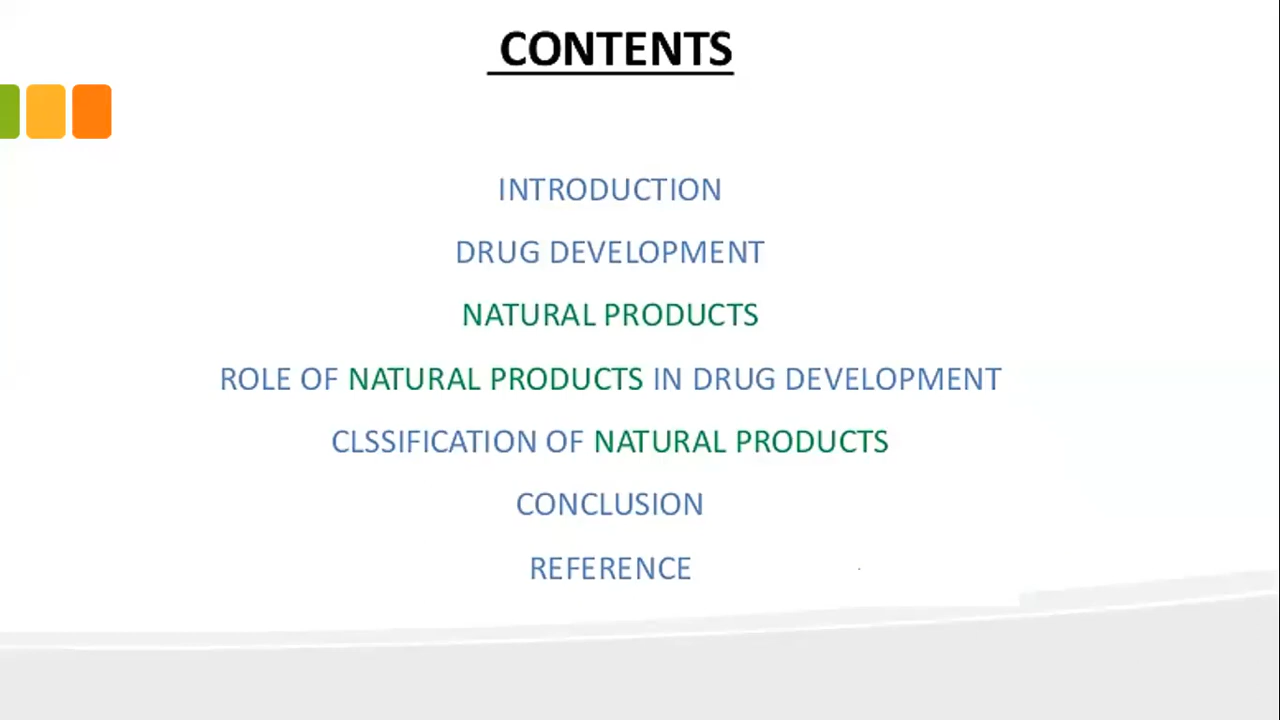 CONTENTS
INTRODUCTION
DRUG DEVELOPMENT
NATURAL PRODUCTS
ROLE OF NATURAL PRODUCTS IN DRUG DEVELOPMENT
CLSSIFICATION OF NATURAL PRODUCTS
CONCLUSION
REFERENCE